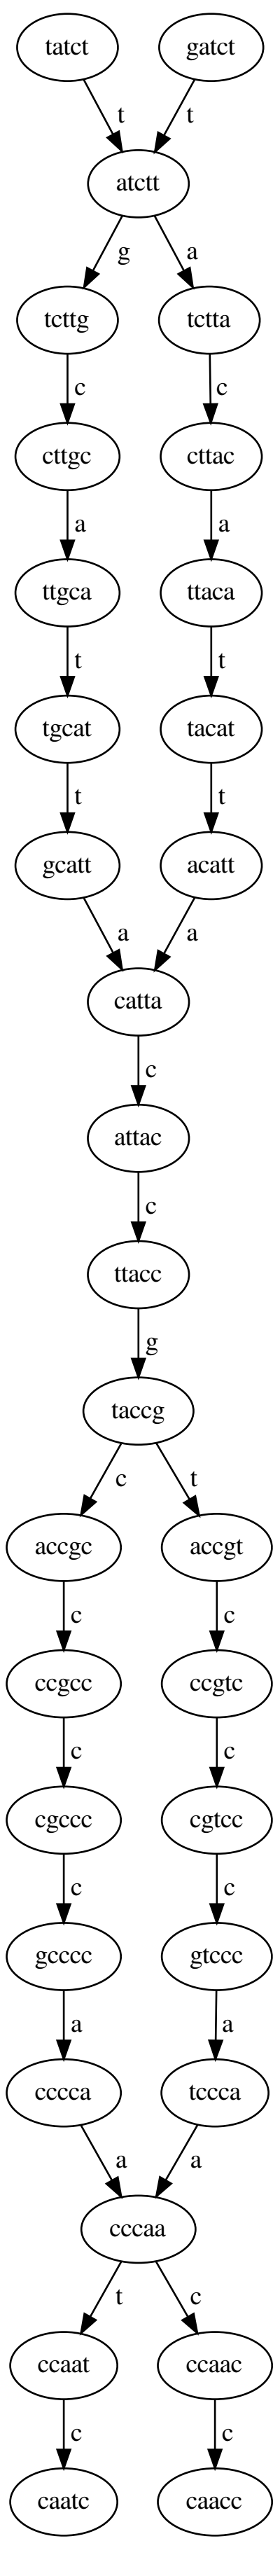 tatct gatct
t t
atctt
g a
tcttg tctta
c c
cttgc cttac
a a
ttgca ttaca
t t
tgcat tacat
t t
gcatt acatt
a a
catta
c
attac
c
ttacc
g
taccg
c t
accgc accgt
c c
ccgcc ccgtc
c c
cgccc cgtcc
c c
gcccc gtccc
a a
cccca tccca
a a
cccaa
t c
ccaat ccaac
c c
caatc caacc